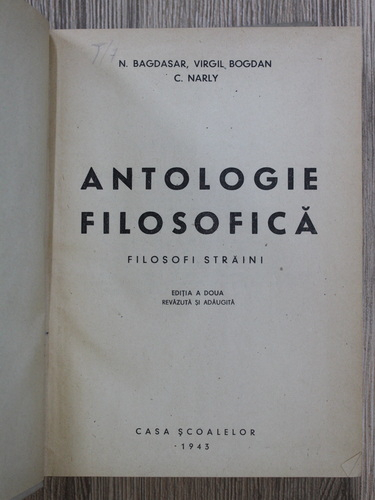 N. BAGDASAR, VIRGIL BOGDAN
C. NARLY
ANTOLOGIE
FILOSOFICĂ
FILOSOFI STRĂINI
EDIȚIA A DOUA
REVĂZUTĂ ȘI ADĂUGITĂ
CASA ȘCOALELOR
1943